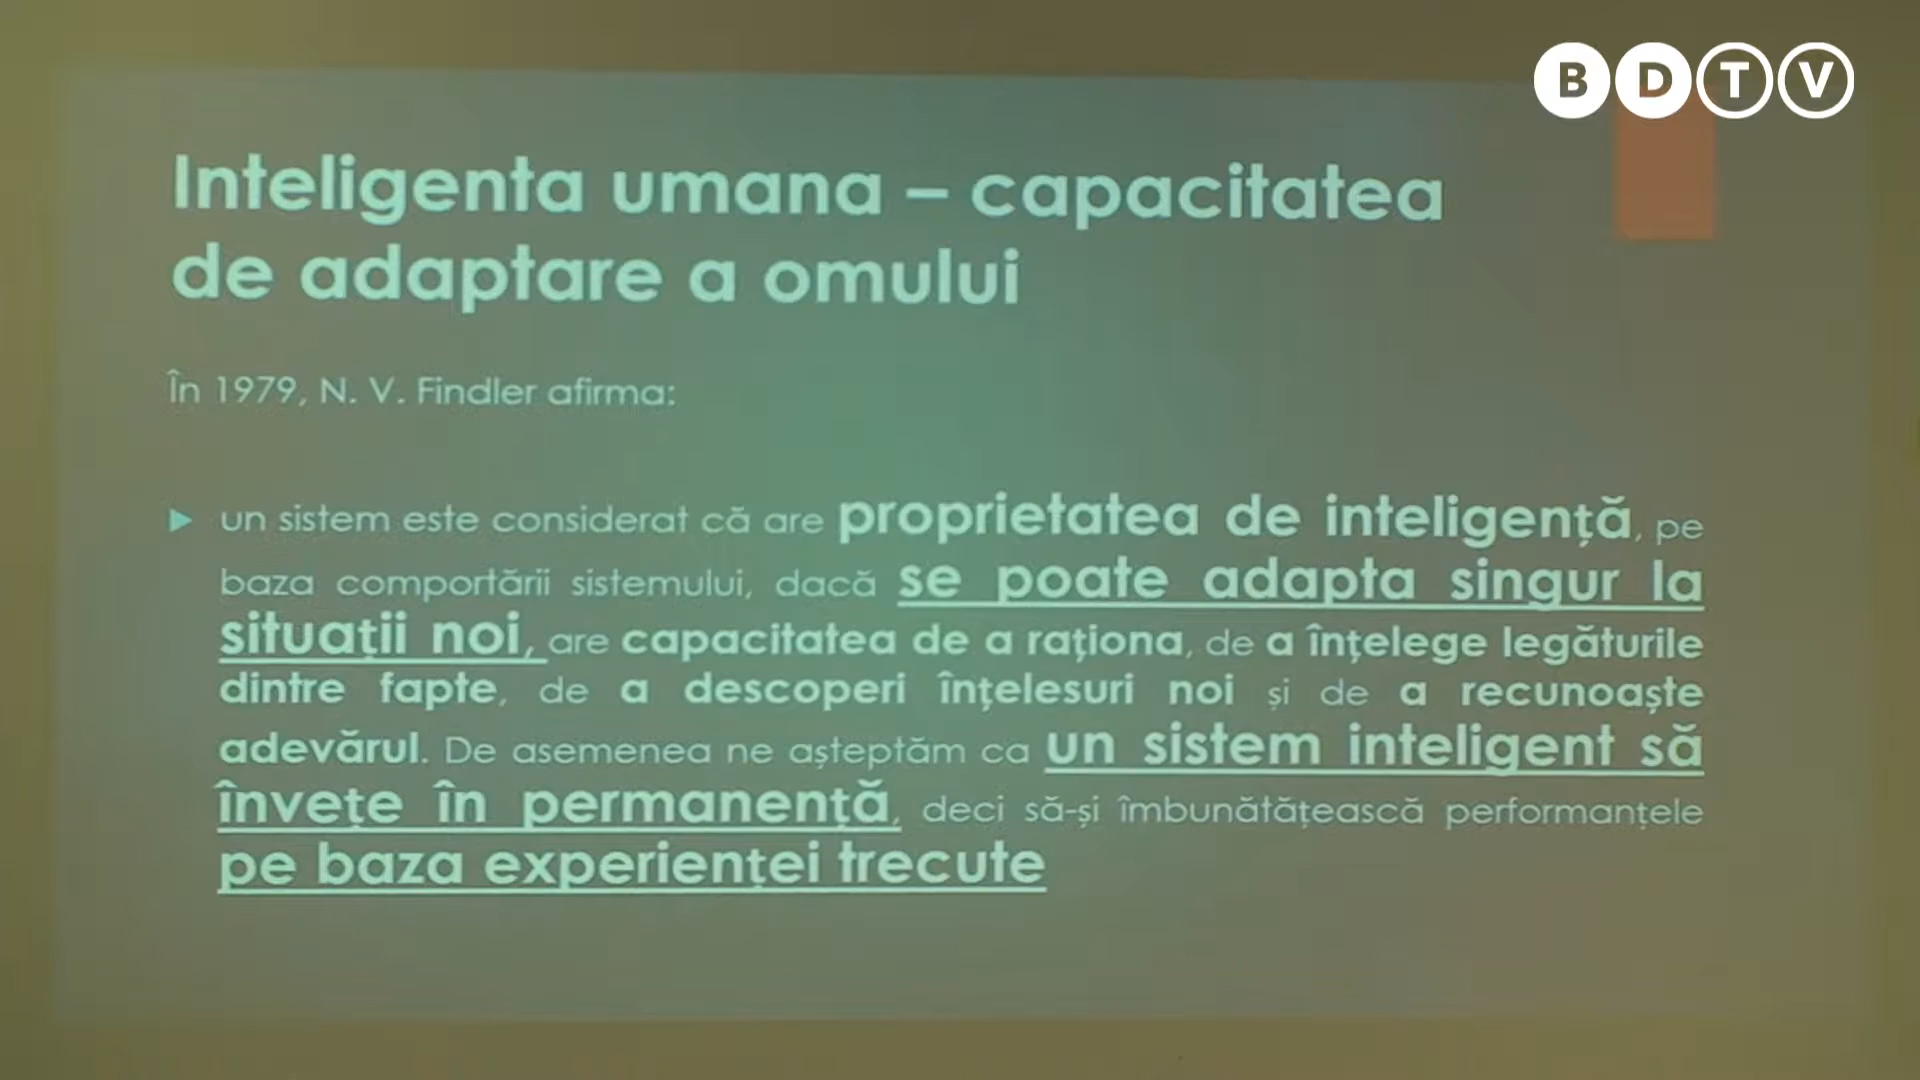 BDTV
Inteligenta umana – capacitatea
de adaptare a omului
În 1979, N. V. Findler afirma:
un sistem este considerat că are proprietatea de inteligență, pe
baza comportării sistemului, dacă se poate adapta singur la
situații noi, are capacitatea de a raționa, de a înțelege legăturile
dintre fapte, de a descoperi înțelesuri noi și de a recunoaște
adevărul. De asemenea ne așteptăm ca un sistem inteligent să
învețe în permanență, deci să-și îmbunătățească performanțele
pe baza experienței trecute